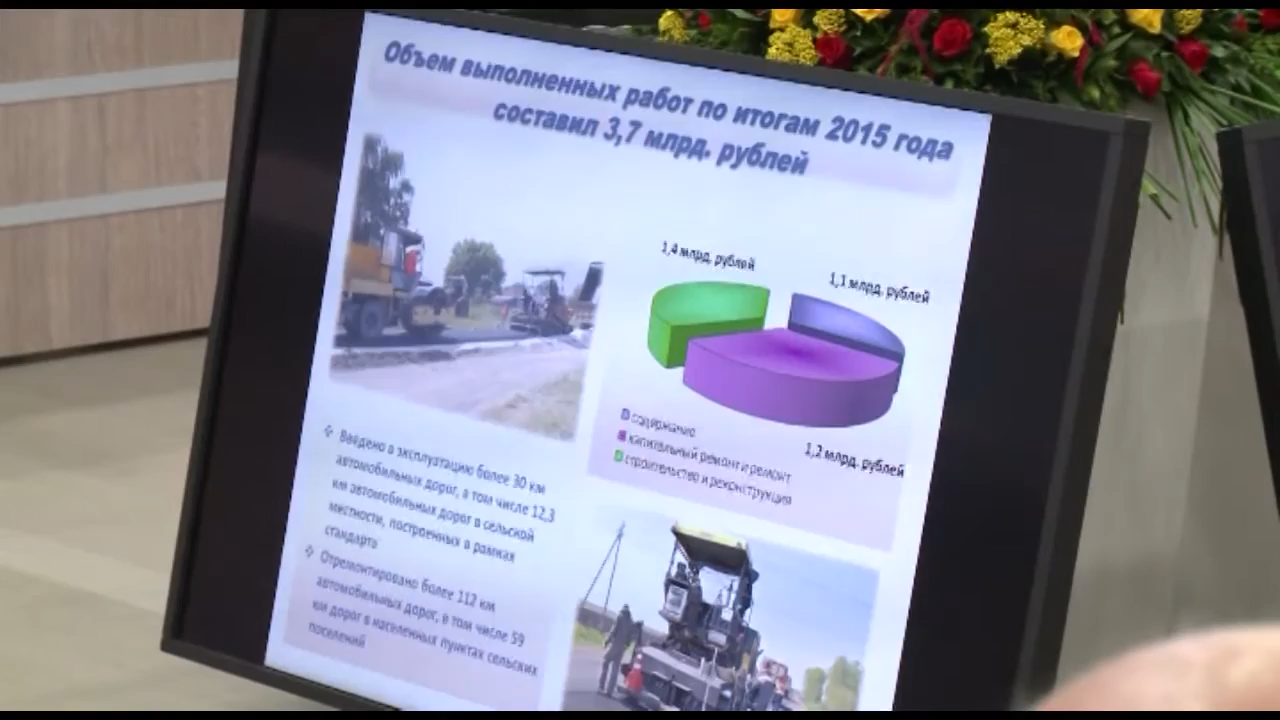 Объем выполненных работ по итогам 2015 года
составил 3,7 млрд. рублей
1,4 млрд. рублей
1,1 млрд. рублей
1,2 млрд. рублей
содержание
капитальный ремонт и ремонт
строительство и реконструкция
Введено в эксплуатацию более 30 км
автомобильных дорог, в том числе 12,3
км автомобильных дорог в сельской
местности, построенных в рамках
стандарта
Отремонтировано более 112 км
автомобильных дорог, в том числе 59
км дорог в населенных пунктах сельских
поселений